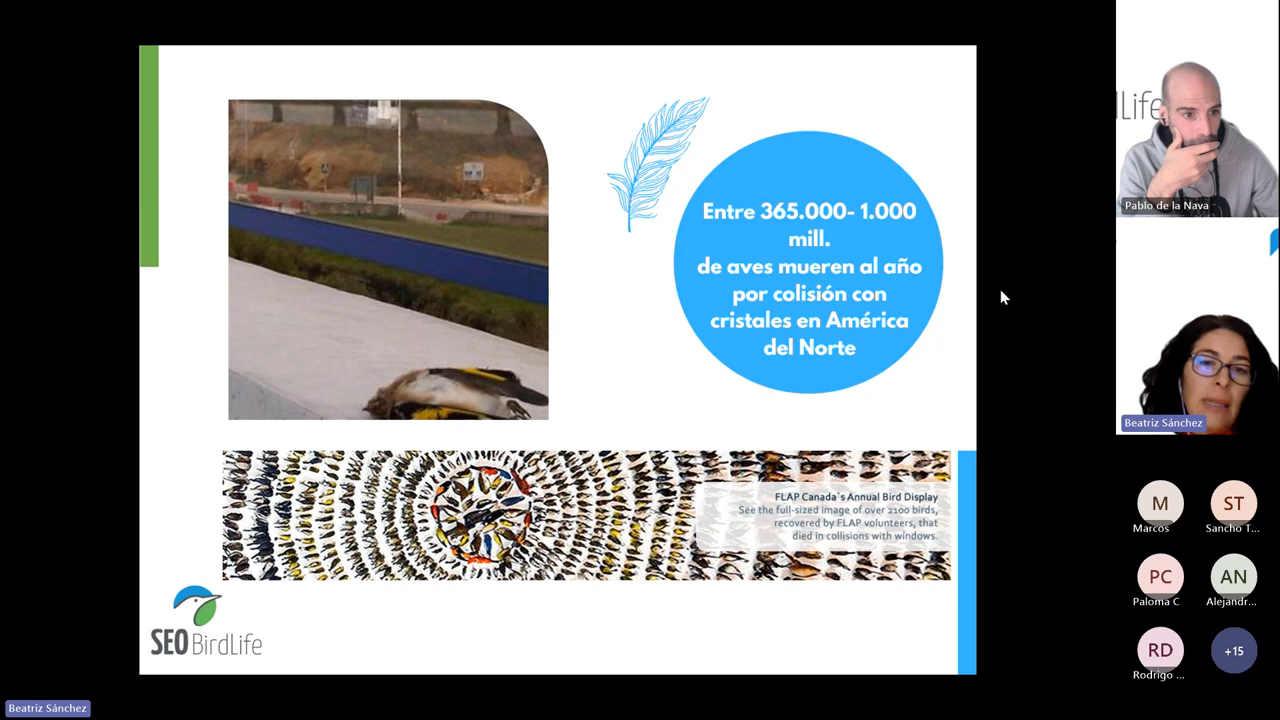 Entre 365.000- 1.000
mill.
de aves mueren al año
por colisión con
cristales en América
del Norte
FLAP Canada´s Annual Bird Display
See the full-sized image of over 2100 birds,
recovered by FLAP volunteers, that
died in collisions with windows.
SEO BirdLife
lLife
Pablo de la Nava
Beatriz Sánchez
M
Marcos
ST
Sancho T...
PC
Paloma C
AN
Alejandr...
RD
Rodrigo ...
+15
Beatriz Sánchez